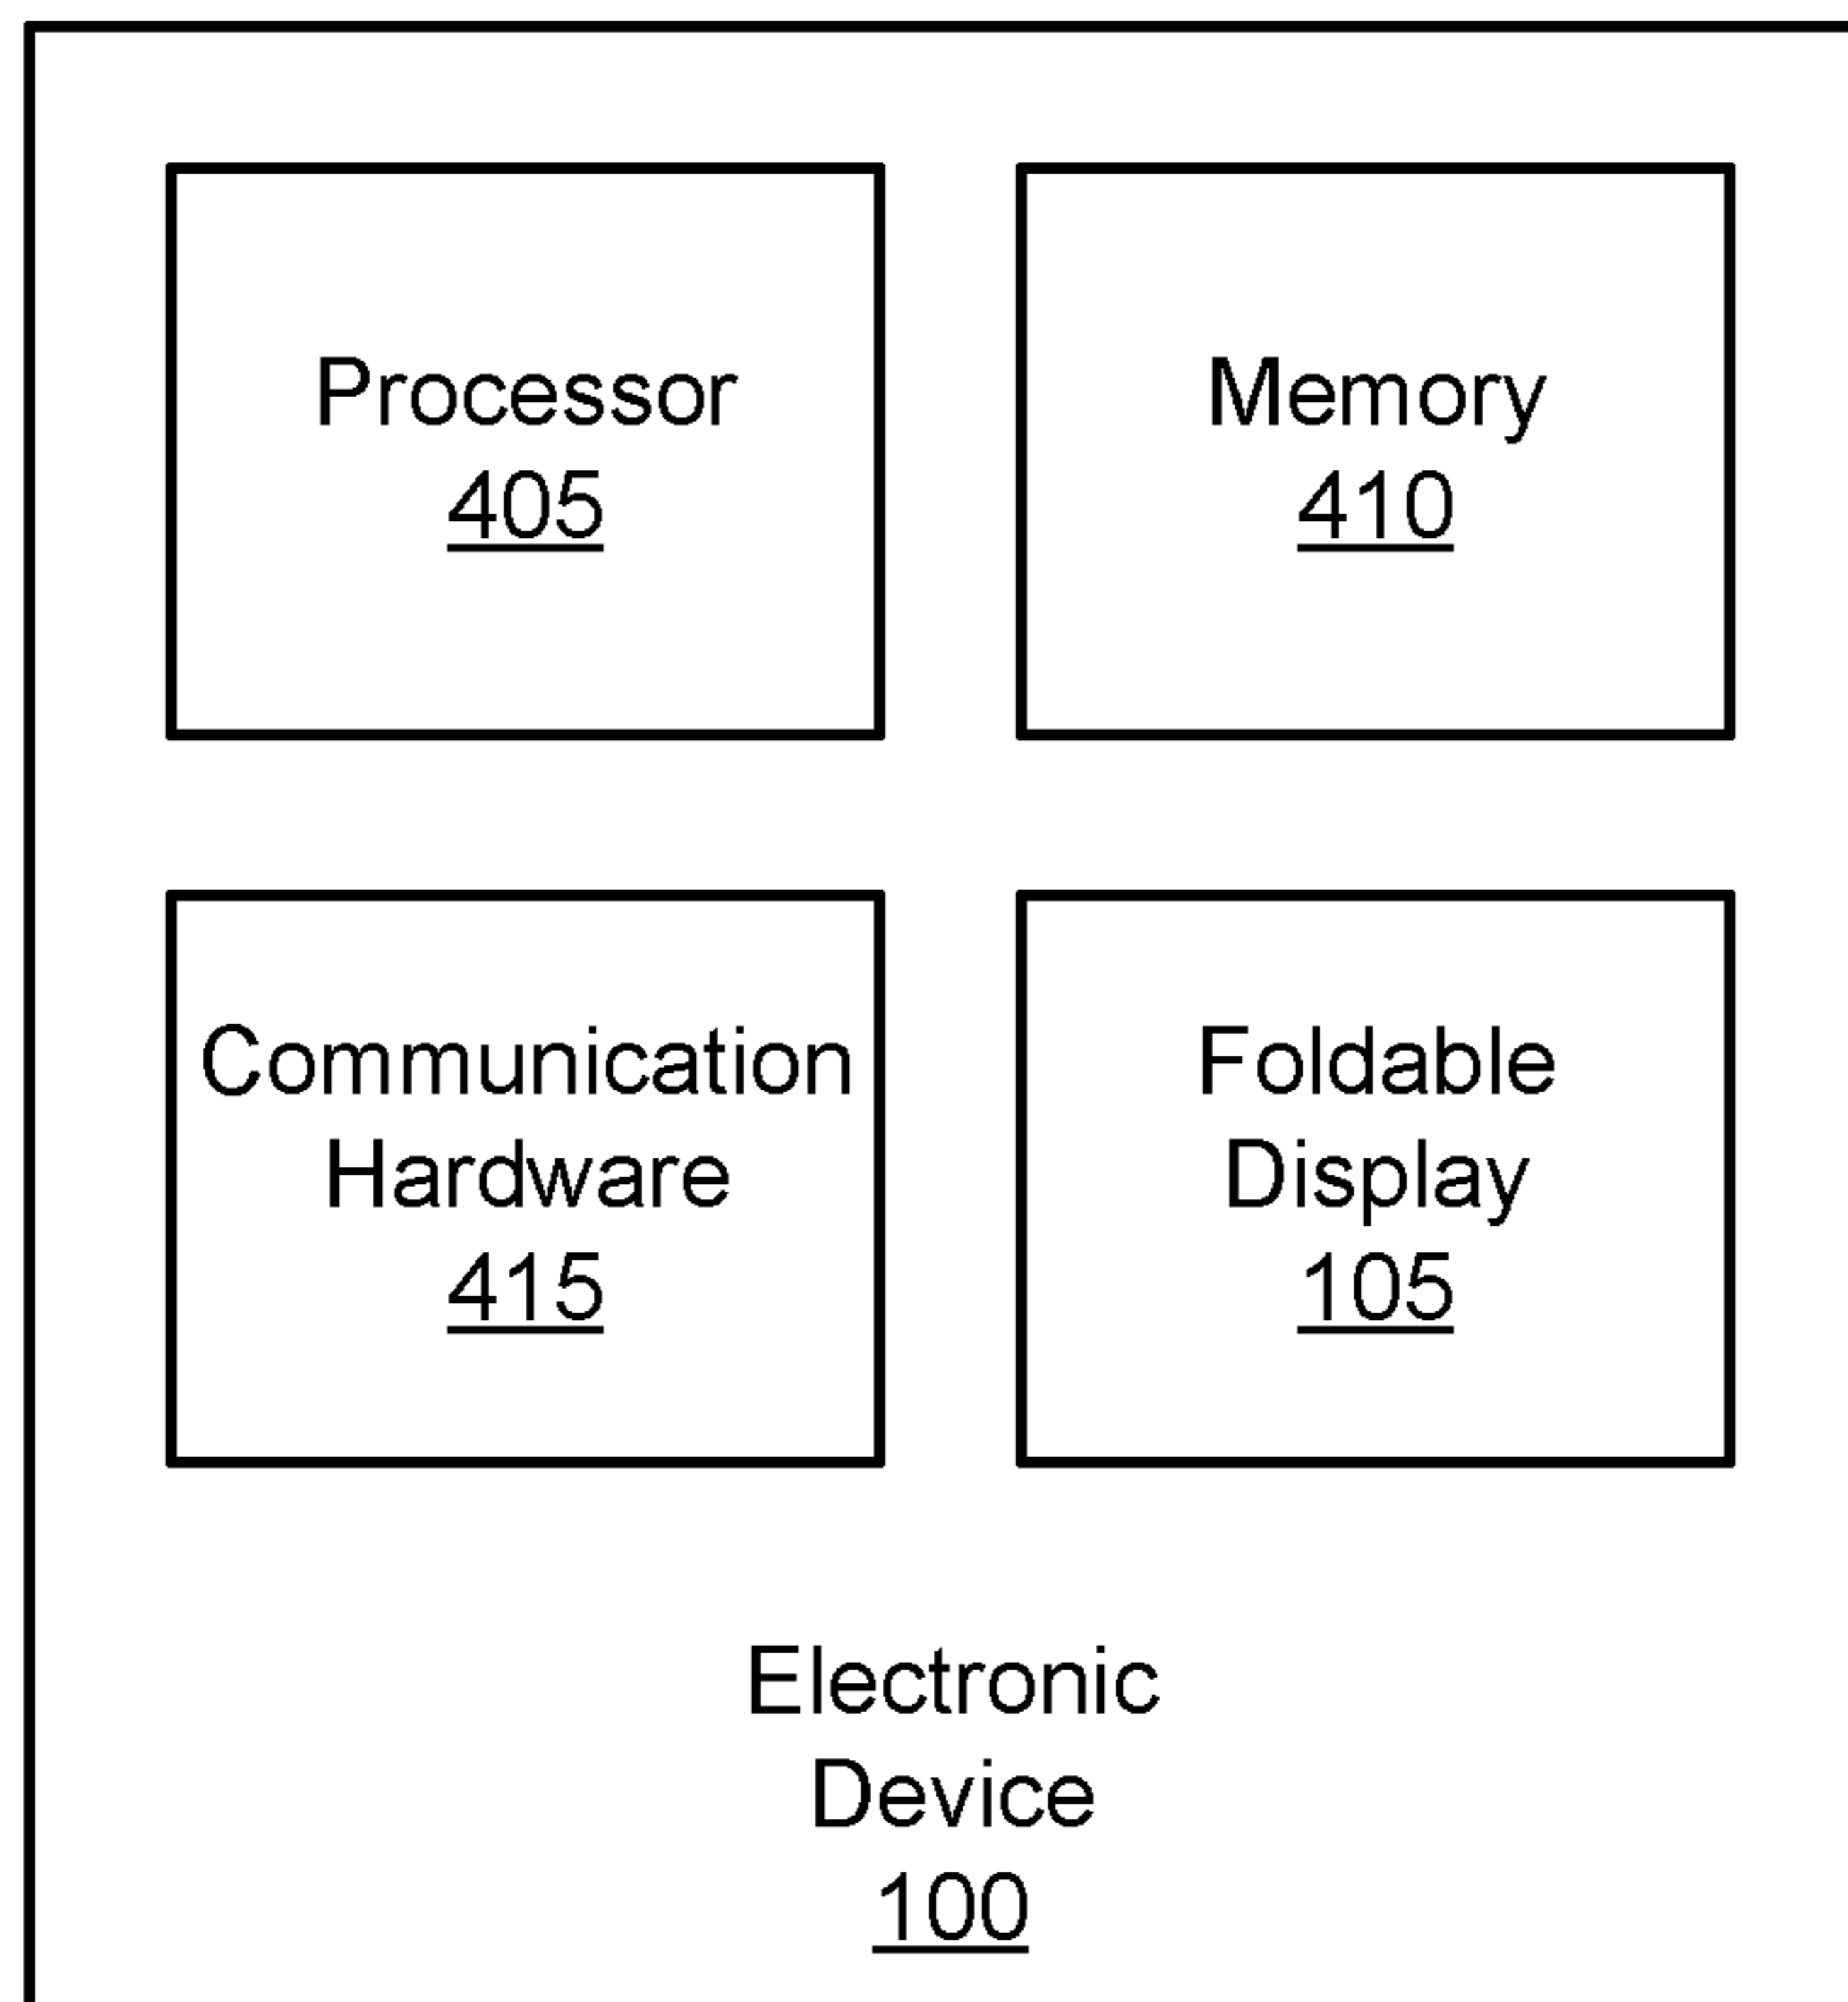 Processor
405
Memory
410
Communication
Hardware
415
Foldable
Display
105
Electronic
Device
100